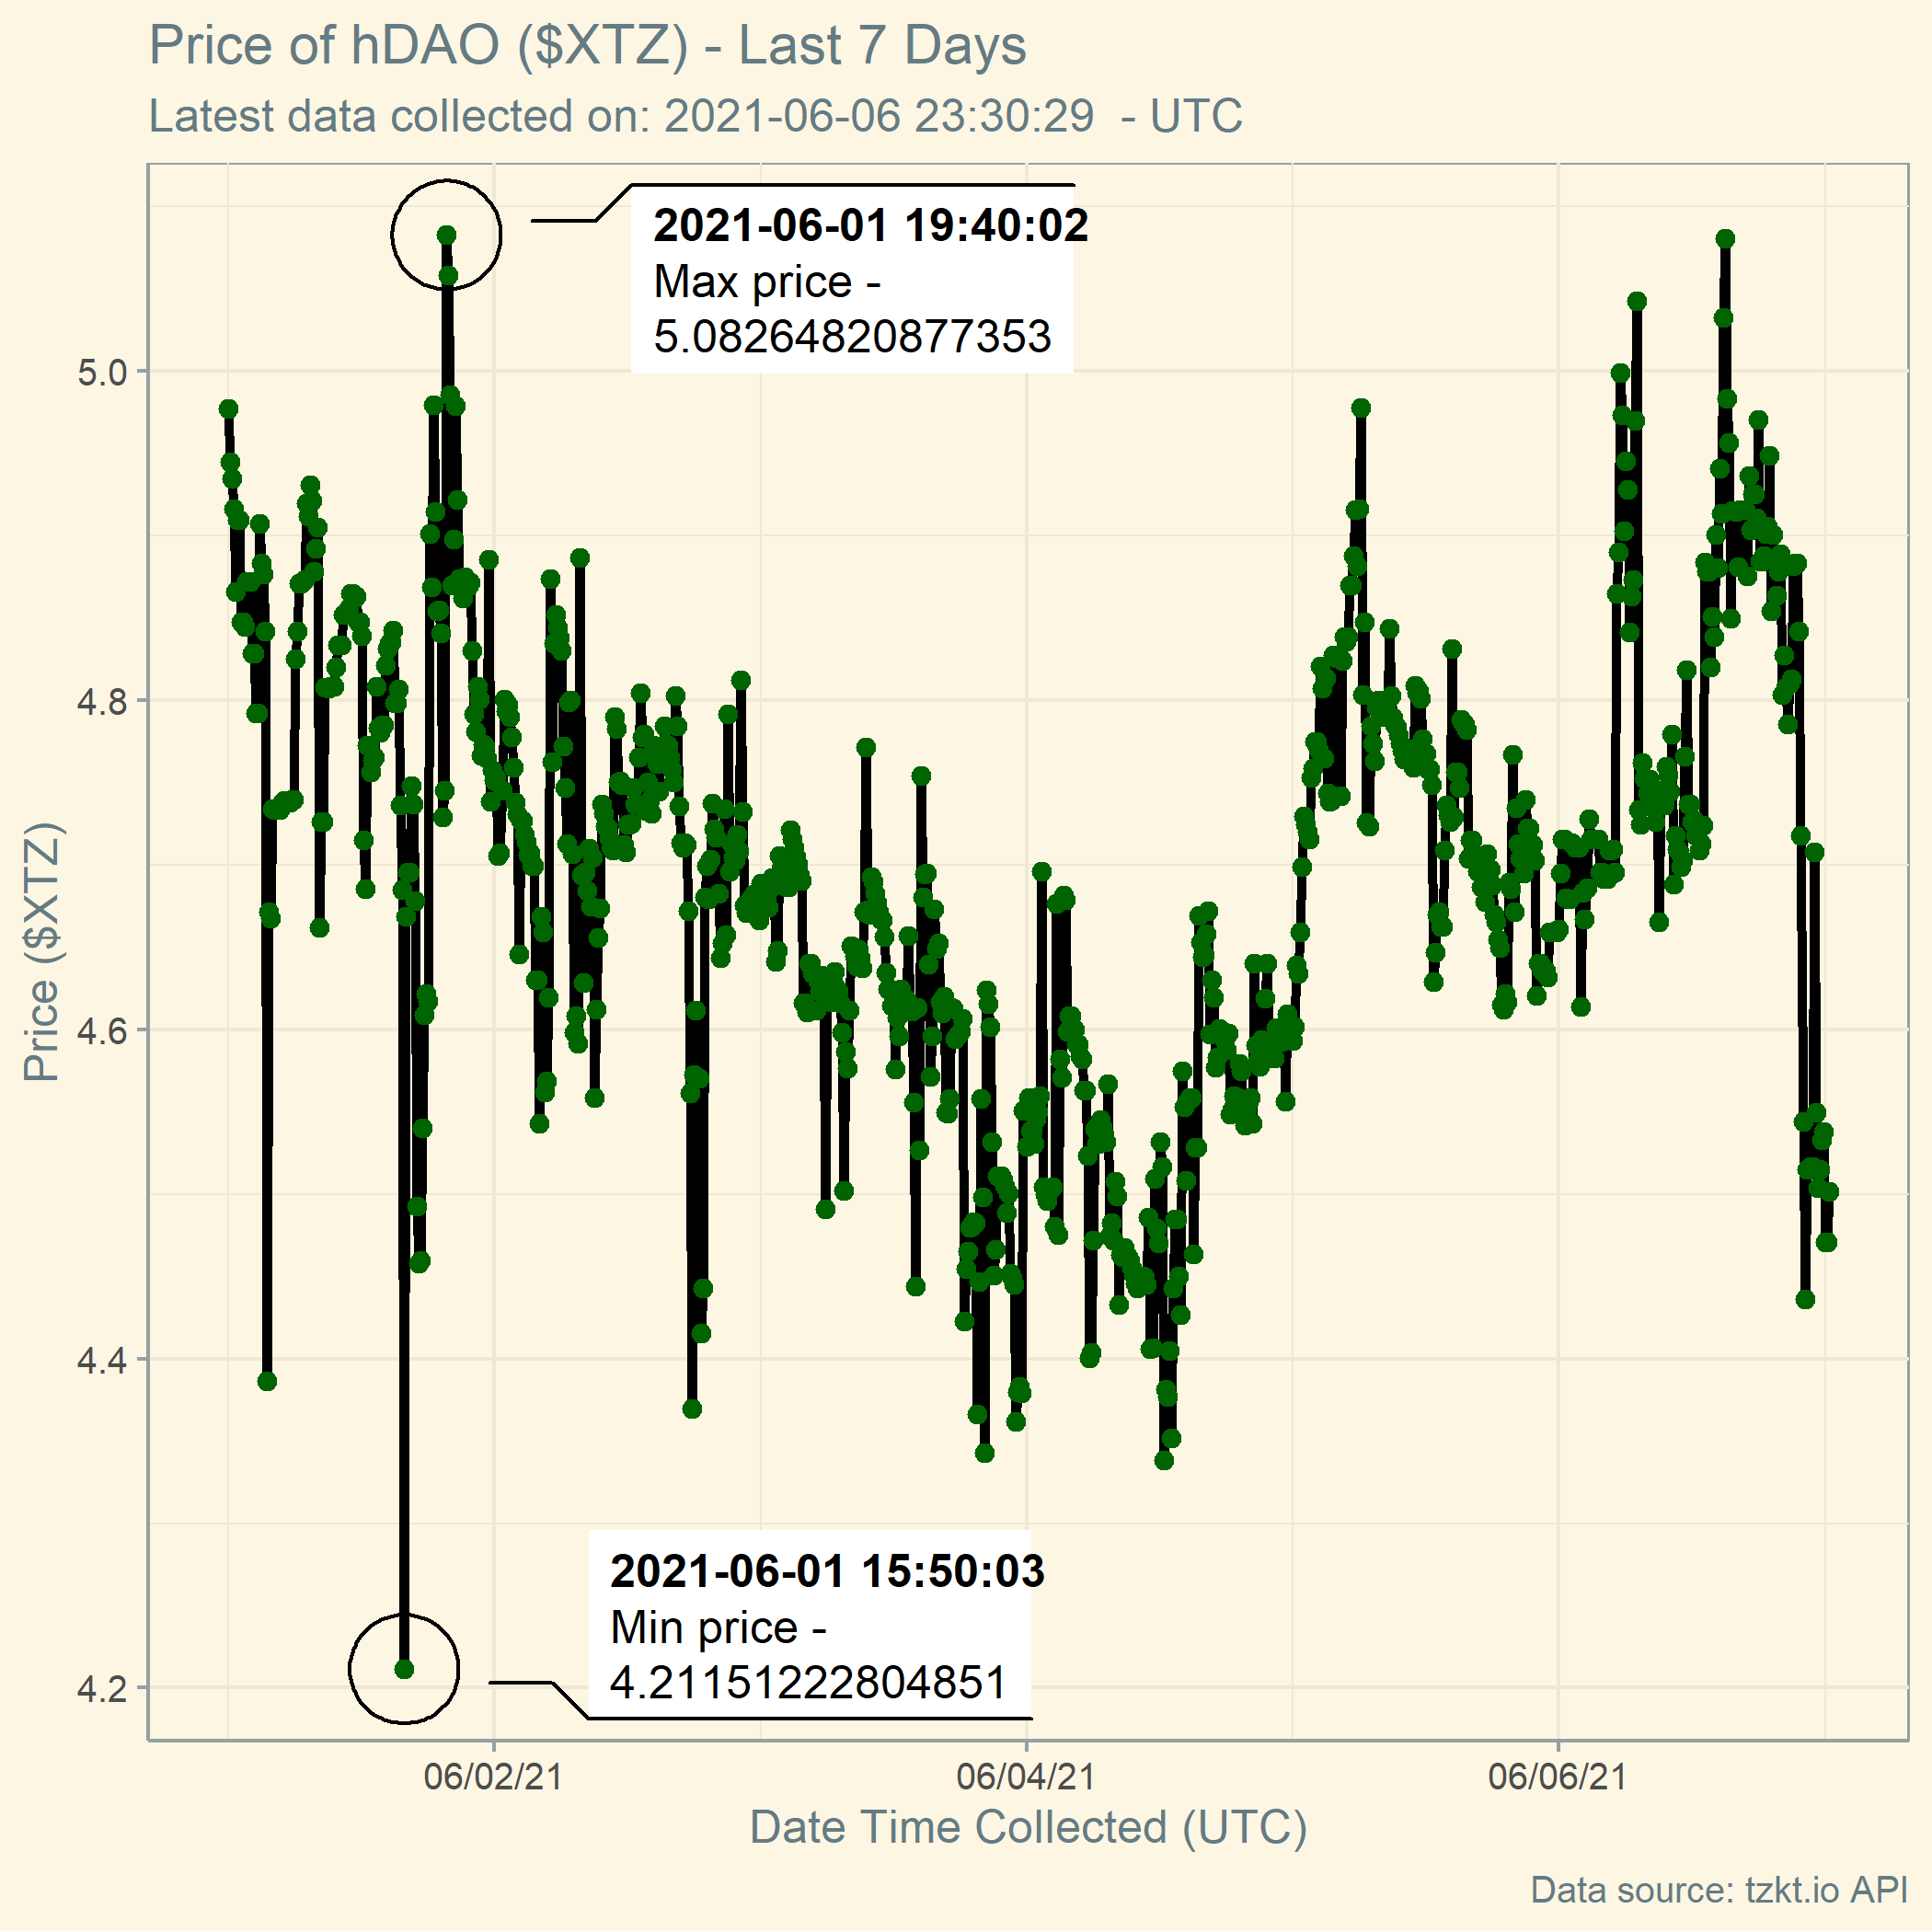 Price of hDAO ($XTZ) - Last 7 Days
Latest data collected on: 2021-06-06 23:30:29  - UTC
2021-06-01 19:40:02
Max price -
5.08264820877353
5.0
4.8
4.6
4.4
4.2
Price ($XTZ)
2021-06-01 15:50:03
Min price -
4.21151222804851
06/02/21
06/04/21
06/06/21
Date Time Collected (UTC)
Data source: tzkt.io API